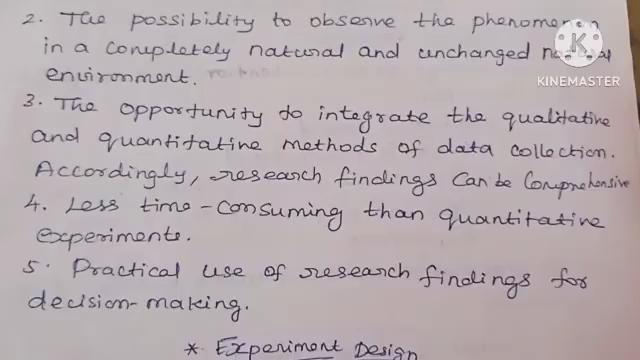 2. The possibility to observe the phenomenon
in a completely natural and unchanged natural
environment.
KINEMASTER
3. The opportunity to integrate the qualitative
and quantitative methods of data collection.
Accordingly, research findings can be comprehensive
4. Less time-consuming than quantitative
experiments.
5. Practical use of research findings for
decision-making.
* Experiment Design